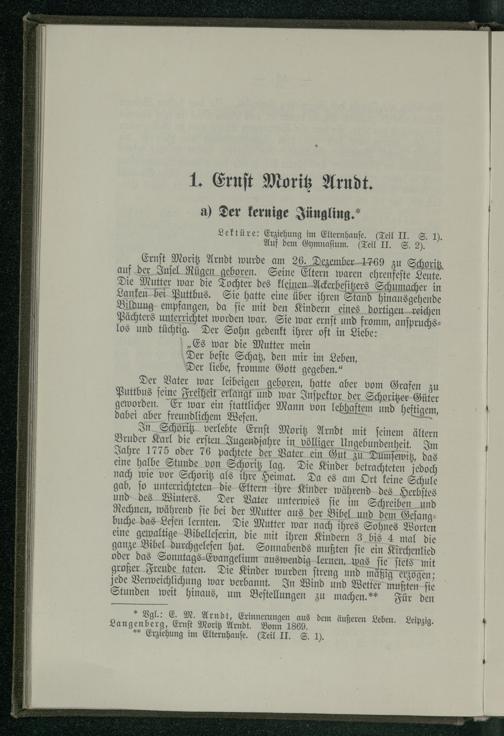 1. Ernst Moritz Arndt.
a) Der kernige Jüngling.*
Lektüre: Erziehung im Elternhause. (Teil II. S. 1).
Auf dem Gymnasium. (Teil II. S. 2).
Ernst Moritz Arndt wurde am 26. Dezember 1769 zu Schoritz
auf der Insel Rügen geboren. Seine Eltern waren ehrenfeste Leute.
Die Mutter war die Tochter des kleinen Ackerbesitzers Schumacher in
Lanken bei Puttbus. Sie hatte eine über ihren Stand hinausgehende
Bildung empfangen, da sie mit den Kindern eines dortigen reichen
Pächters unterrichtet worden war. Sie war ernst und fromm, anspruchs-
los und tüchtig. Der Sohn gedenkt ihrer oft in Liebe:
„Es war die Mutter mein
Der beste Schatz, den mir im Leben,
Der liebe, fromme Gott gegeben.“
Der Vater war leibeigen geboren, hatte aber vom Grafen zu
Puttbus seine Freiheit erlangt und war Inspektor der Schoritzer Güter
geworden. Er war ein stattlicher Mann von lebhaftem und heftigem,
dabei aber freundlichem Wesen.
In Schoritz verlebte Ernst Moritz Arndt mit seinem ältern
Bruder Karl die ersten Jugendjahre in völliger Ungebundenheit. Im
Jahre 1775 oder 76 pachtete der Vater ein Gut zu Dumsewitz, das
eine halbe Stunde von Schoritz lag. Die Kinder betrachteten jedoch
nach wie vor Schoritz als ihre Heimat. Da es am Ort keine Schule
gab, so unterrichteten die Eltern ihre Kinder während des Herbstes
und des Winters. Der Vater unterwies sie im Schreiben und
Rechnen, während sie bei der Mutter aus der Bibel und dem Gesang-
buche das Lesen lernten. Die Mutter war nach ihres Sohnes Worten
eine gewaltige Bibelleserin, die mit ihren Kindern 3 bis 4 mal die
ganze Bibel durchgelesen hat. Sonnabends mußten sie ein Kirchenlied
oder das Sonntags-Evangelium auswendig lernen, was sie stets mit
großer Freude taten. Die Kinder wurden streng und mäßig erzogen;
jede Verweichlichung war verbannt. In Wind und Wetter mußten sie
Stunden weit hinaus, um Bestellungen zu machen.** Für den
* Vgl.: E. M. Arndt, Erinnerungen aus dem äußeren Leben. Leipzig.
Langenberg, Ernst Moritz Arndt. Bonn 1869.
** Erziehung im Elternhause. (Teil II. S. 1).